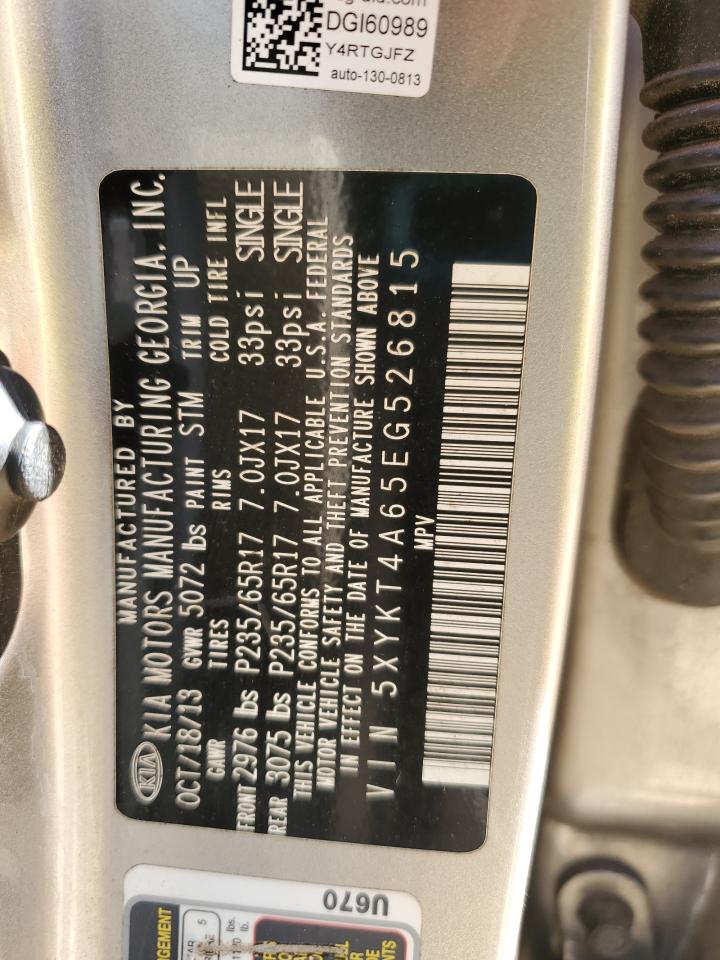 DGI60989
Y4RTGJFZ
auto-130-0813
MANUFACTURED BY
KIA KIA MOTORS MANUFACTURING GEORGIA, INC.
OCT/18/13 GVWR 5072 lbs PAINT STM TRIM UP
GAWR TIRES RIMS COLD TIRE INFL
FRONT 2976 lbs P235/65R17 7.0JX17 33psi SINGLE
REAR 3075 lbs P235/65R17 7.0JX17 33psi SINGLE
THIS VEHICLE CONFORMS TO ALL APPLICABLE U.S.A. FEDERAL
MOTOR VEHICLE SAFETY AND THEFT PREVENTION STANDARDS
IN EFFECT ON THE DATE OF MANUFACTURE SHOWN ABOVE
VIN 5XYKT4A65EG526815
MPV
U670